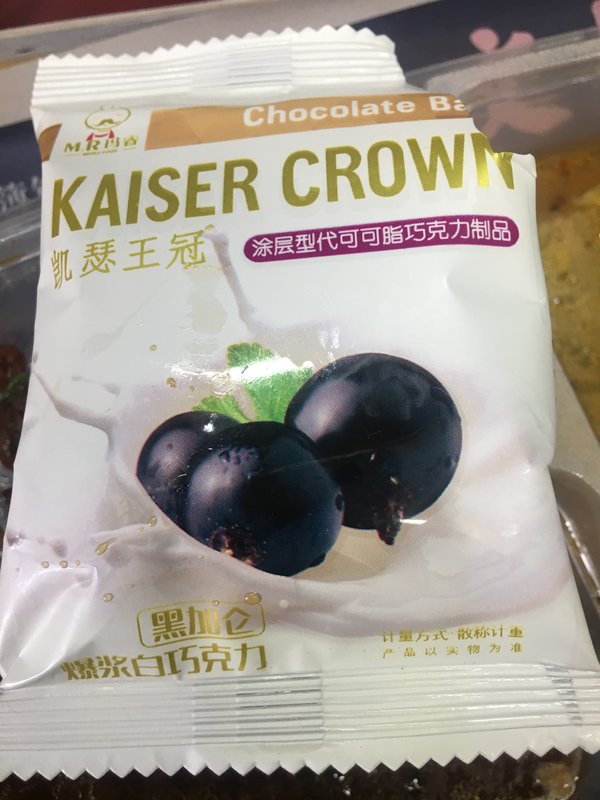 Chocolate Ba
M.R玛睿
KAISER CROWN
凯瑟王冠
涂层型代可可脂巧克力制品
黑加仑
爆浆白巧克力
计量方式 散称计重
产品以实物为准